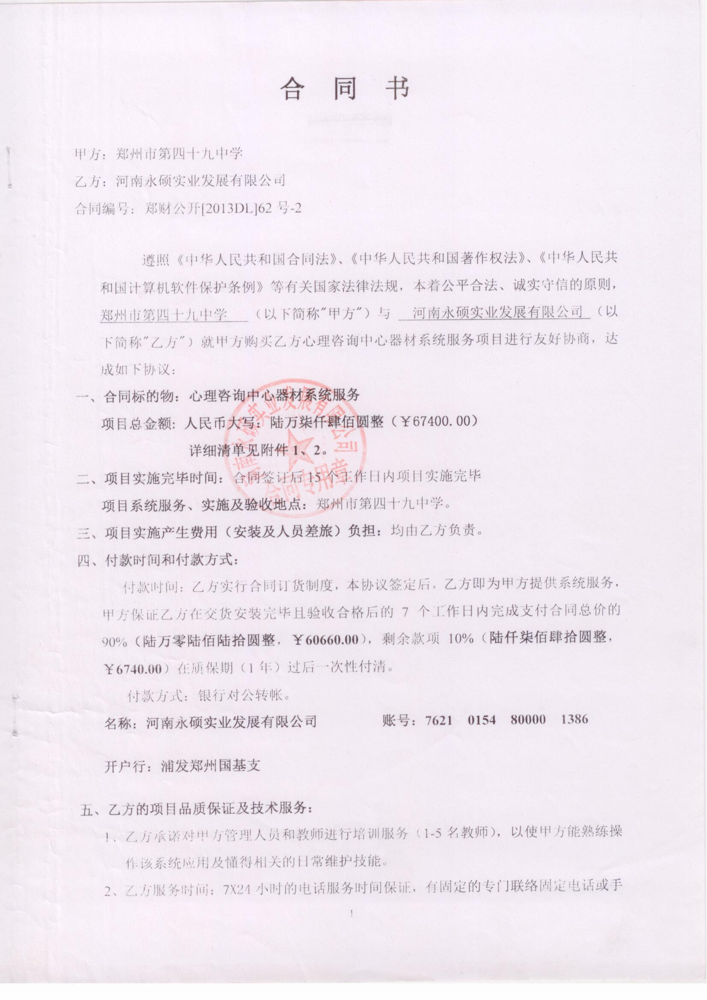 合 同 书
甲方：郑州市第四十九中学
乙方：河南永硕实业发展有限公司
合同编号：郑财公开[2013DL]62 号-2
遵照《中华人民共和国合同法》、《中华人民共和国著作权法》、《中华人民共
和国计算机软件保护条例》等有关国家法律法规，本着公平合法、诚实守信的原则，
郑州市第四十九中学 （以下简称"甲方"）与 河南永硕实业发展有限公司 （以
下简称"乙方"）就甲方购买乙方心理咨询中心器材系统服务项目进行友好协商，达
成如下协议：
一、合同标的物：心理咨询中心器材系统服务
项目总金额：人民币大写：陆万柒仟肆佰圆整（￥67400.00）
详细清单见附件 1、2。
二、项目实施完毕时间：合同签订后 15 个工作日内项目实施完毕
项目系统服务、实施及验收地点：郑州市第四十九中学。
河南永硕实业发展有限公司
合同专用章
三、项目实施产生费用（安装及人员差旅）负担：均由乙方负责。
四、付款时间和付款方式：
付款时间：乙方实行合同订货制度，本协议签定后，乙方即为甲方提供系统服务，
甲方保证乙方在交货安装完毕且验收合格后的 7 个工作日内完成支付合同总价的
90%（陆万零陆佰陆拾圆整，￥60660.00），剩余款项 10%（陆仟柒佰肆拾圆整，
￥6740.00）在质保期（1 年）过后一次性付清。
付款方式：银行对公转帐。
名称：河南永硕实业发展有限公司 账号：7621 0154 80000 1386
开户行：浦发郑州国基支
五、乙方的项目品质保证及技术服务：
1、乙方承诺对甲方管理人员和教师进行培训服务（1-5 名教师），以使甲方能熟练操
作该系统应用及懂得相关的日常维护技能。
2、乙方服务时间：7X24 小时的电话服务时间保证，有固定的专门联络固定电话或手
1